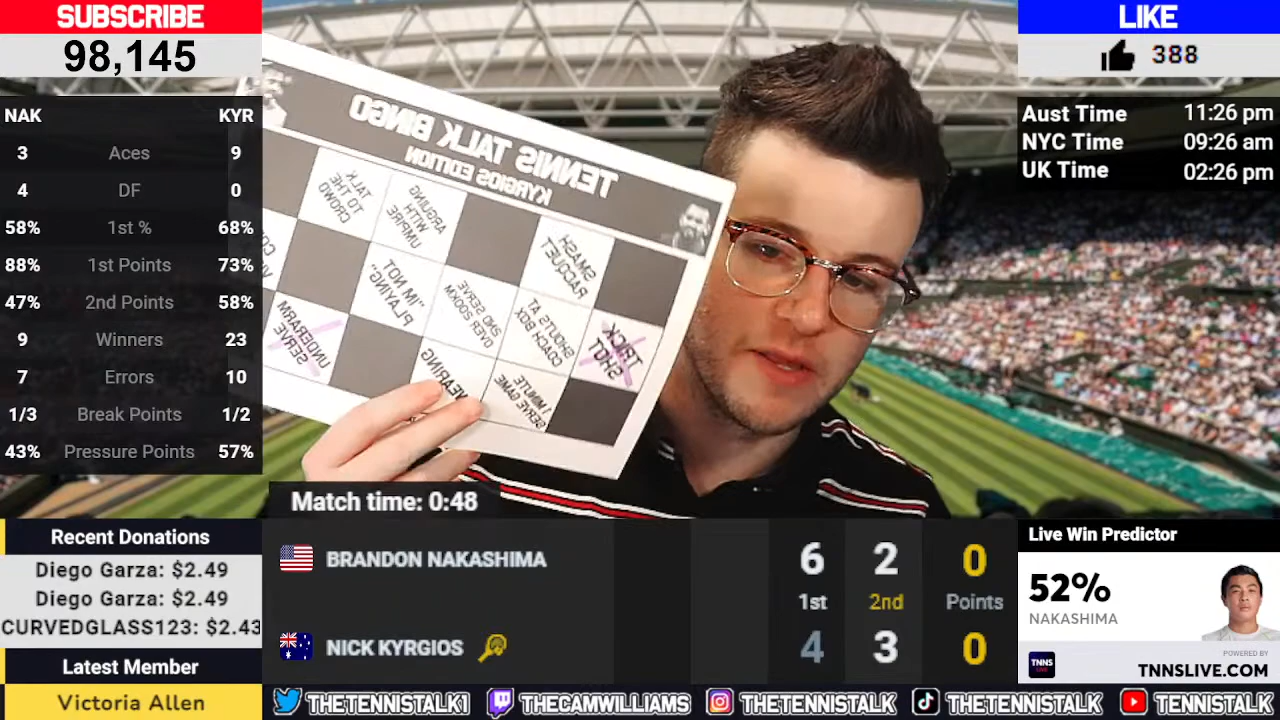 SUBSCRIBE
98,145
NAK KYR
3 Aces 9
4 DF 0
58% 1st % 68%
88% 1st Points 73%
47% 2nd Points 58%
9 Winners 23
7 Errors 10
1/3 Break Points 1/2
43% Pressure Points 57%
TENNIS TALK BINGO
KYRGIOS EDITION
SMASH
RACQUET
ARGUING
WITH
UMPIRE
TALK
TO THE
CROWD
TRICK
SHOT
SHOUTS AT
COACH BOX
2ND SERVE
OVER 200KM
"IM NOT
PLAYING"
1 MINUTE
SERVE GAME
UNDERARM
SERVE
LIKE
388
Aust Time 11:26 pm
NYC Time 09:26 am
UK Time 02:26 pm
Match time: 0:48
BRANDON NAKASHIMA 6 2 0
1st 2nd Points
NICK KYRGIOS 4 3 0
Recent Donations
Diego Garza: $2.49
Diego Garza: $2.49
CURVEDGLASS123: $2.43
Latest Member
Victoria Allen
Live Win Predictor
52%
NAKASHIMA
POWERED BY
TNNS
LIVE
TNNSLIVE.COM
THETENNISTALK1 THECAMWILLIAMS THETENNISTALK THETENNISTALK TENNISTALK